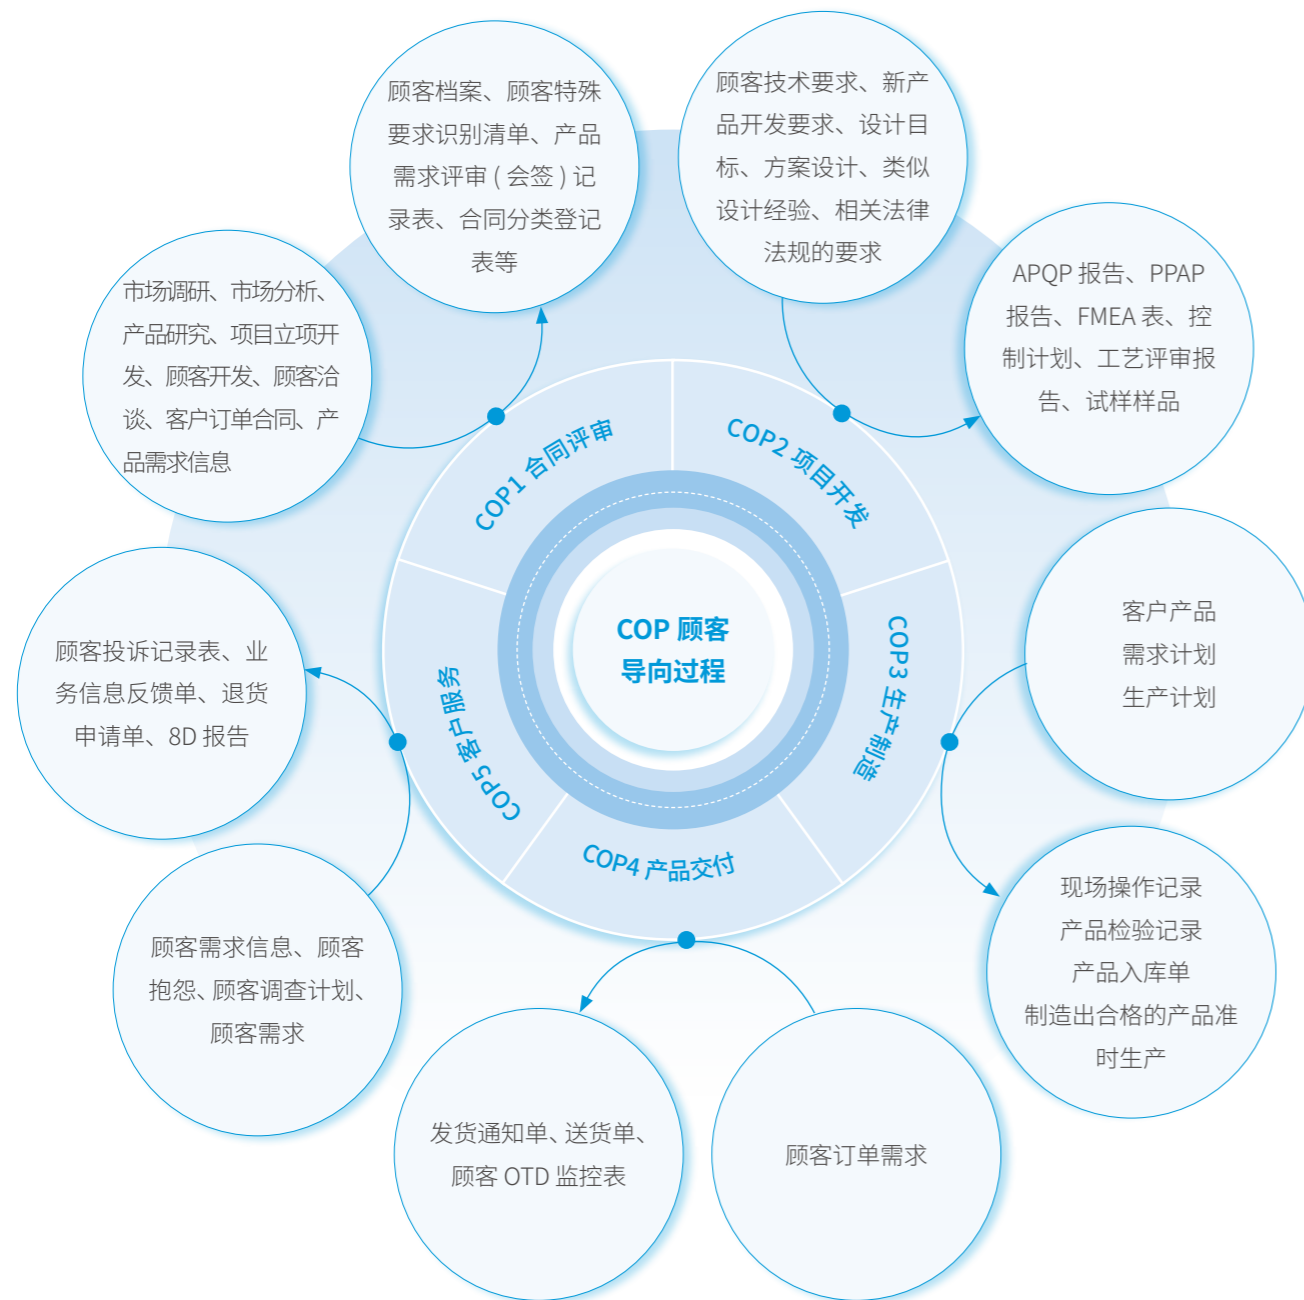 顾客档案、顾客特殊
要求识别清单、产品
需求评审 ( 会签 ) 记
录表、合同分类登记
表等
顾客技术要求、新产
品开发要求、设计目
标、方案设计、类似
设计经验、相关法律
法规的要求
市场调研、市场分析、
产品研究、项目立项开
发、顾客开发、顾客洽
谈、客户订单合同、产
品需求信息
APQP 报告、PPAP
报告、FMEA 表、控
制计划、工艺评审报
告、试样样品
COP1 合同评审
COP2 项目开发
COP 顾客
导向过程
COP3 生产制造
COP5 客户服务
COP4 产品交付
顾客投诉记录表、业
务信息反馈单、退货
申请单、8D 报告
客户产品
需求计划
生产计划
顾客需求信息、顾客
抱怨、顾客调查计划、
顾客需求
现场操作记录
产品检验记录
产品入库单
制造出合格的产品准
时生产
发货通知单、送货单、
顾客 OTD 监控表
顾客订单需求